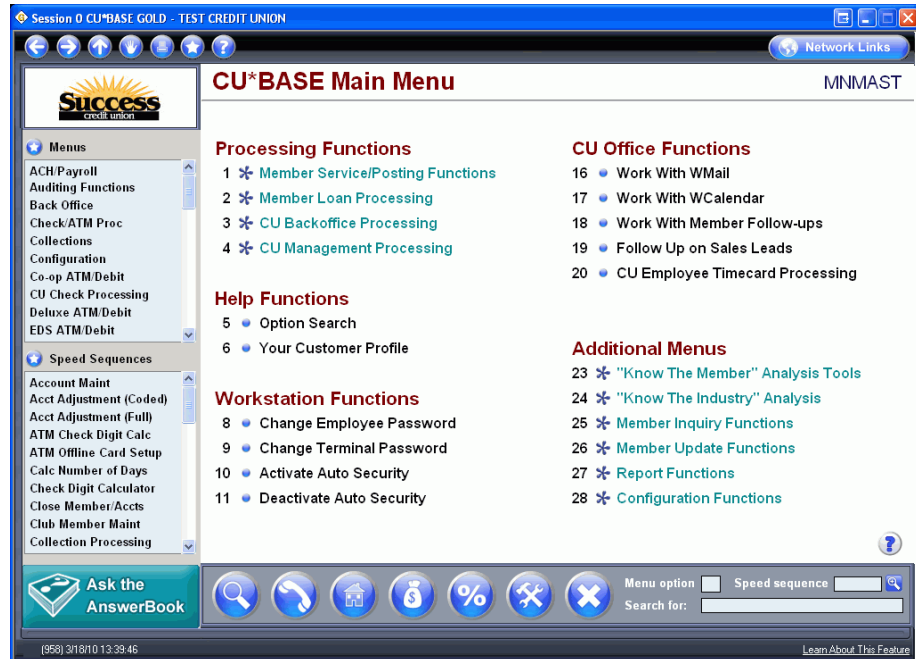 Session 0 CU*BASE GOLD - TEST CREDIT UNION
Network Links
Success
credit union
CU*BASE Main Menu
MNMAST
Menus
ACH/Payroll
Auditing Functions
Back Office
Check/ATM Proc
Collections
Configuration
Co-op ATM/Debit
CU Check Processing
Deluxe ATM/Debit
EDS ATM/Debit
Speed Sequences
Account Maint
Acct Adjustment (Coded)
Acct Adjustment (Full)
ATM Check Digit Calc
ATM Offline Card Setup
Calc Number of Days
Check Digit Calculator
Close Member/Accts
Club Member Maint
Collection Processing
Ask the
AnswerBook
Processing Functions
1 Member Service/Posting Functions
2 Member Loan Processing
3 CU Backoffice Processing
4 CU Management Processing
Help Functions
5 Option Search
6 Your Customer Profile
Workstation Functions
8 Change Employee Password
9 Change Terminal Password
10 Activate Auto Security
11 Deactivate Auto Security
CU Office Functions
16 Work With WMail
17 Work With WCalendar
18 Work With Member Follow-ups
19 Follow Up on Sales Leads
20 CU Employee Timecard Processing
Additional Menus
23 "Know The Member" Analysis Tools
24 "Know The Industry" Analysis
25 Member Inquiry Functions
26 Member Update Functions
27 Report Functions
28 Configuration Functions
Menu option
Speed sequence
Search for:
(958) 3/18/10 13:39:46
Learn About This Feature